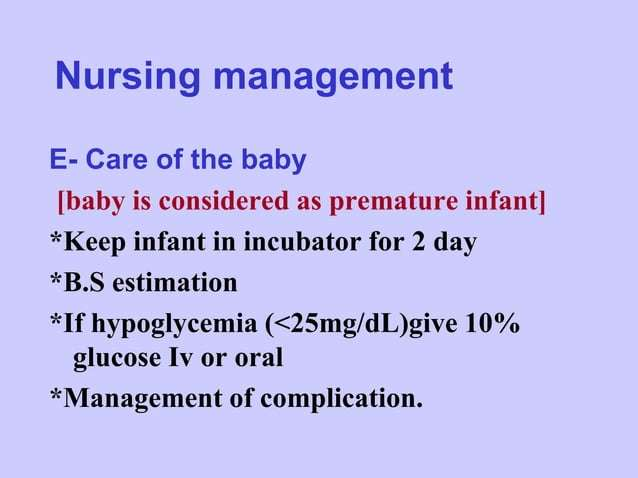 Nursing management
E- Care of the baby
[baby is considered as premature infant]
*Keep infant in incubator for 2 day
*B.S estimation
*If hypoglycemia (<25mg/dL)give 10%
glucose Iv or oral
*Management of complication.